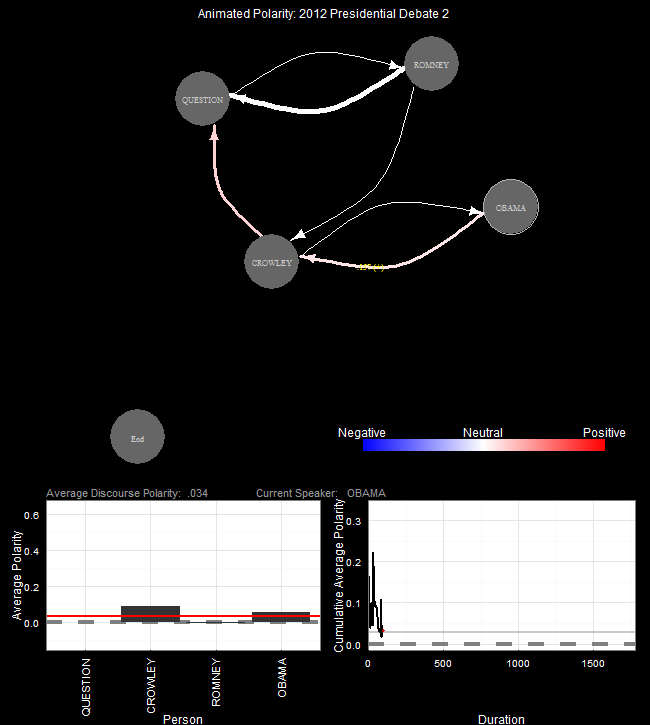 Animated Polarity: 2012 Presidential Debate 2
ROMNEY
QUESTION
OBAMA
CROWLEY
End
Negative Neutral Positive
Average Discourse Polarity: .034 Current Speaker: OBAMA
Average Polarity
0.6
0.4
0.2
0.0
QUESTION
CROWLEY
ROMNEY
OBAMA
Person
Cumulative Average Polarity
0.3
0.2
0.1
0.0
0 500 1000 1500
Duration